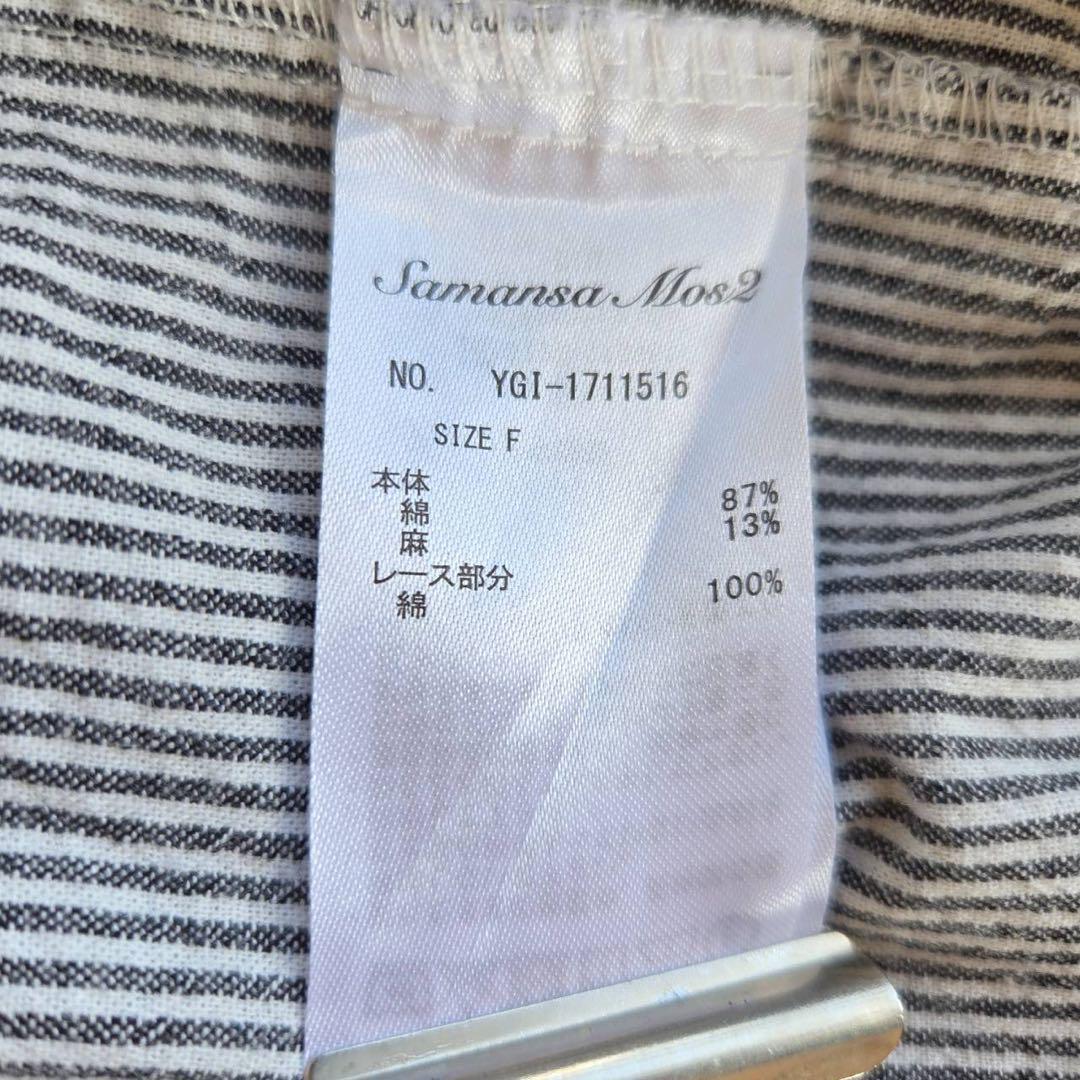 Samansa Mos2
NO. YGI-1711516
SIZE F
本体
綿 87%
麻 13%
レース部分
綿 100%